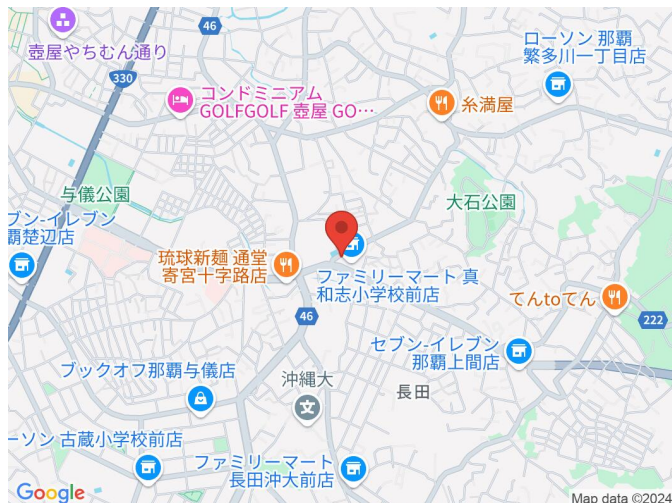 壺屋やちむん通り
46
330
ローソン 那覇
繁多川一丁目店
コンドミニアム
GOLFGOLF 壺屋 GO…
糸満屋
与儀公園
大石公園
ブン-イレブン
覇楚辺店
琉球新麺 通堂
寄宮十字路店
ファミリーマート 真
和志小学校前店
てんtoてん
46
222
セブン-イレブン
那覇上間店
ブックオフ那覇与儀店
沖縄大
長田
ーソン 古蔵小学校前店
ファミリーマート
長田沖大前店
Google
Map data ©2024